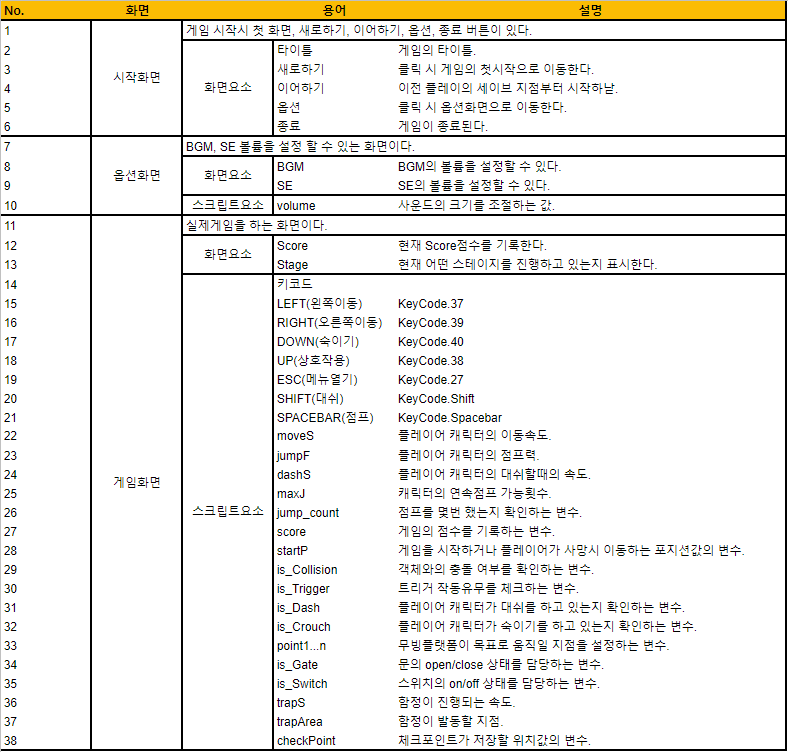 No. 화면 용어 설명
1 게임 시작시 첫 화면, 새로하기, 이어하기, 옵션, 종료 버튼이 있다.
2 타이틀 게임의 타이틀.
3 시작화면 새로하기 클릭 시 게임의 첫시작으로 이동한다.
4 화면요소 이어하기 이전 플레이의 세이브 지점부터 시작하낟.
5 옵션 클릭 시 옵션화면으로 이동한다.
6 종료 게임이 종료된다.
7 BGM, SE 볼륨을 설정 할 수 있는 화면이다.
8 옵션화면 화면요소 BGM BGM의 볼륨을 설정할 수 있다.
9 SE SE의 볼륨을 설정할 수 있다.
10 스크립트요소 volume 사운드의 크기를 조절하는 값.
11 실제게임을 하는 화면이다.
12 화면요소 Score 현재 Score점수를 기록한다.
13 Stage 현재 어떤 스테이지를 진행하고 있는지 표시한다.
14 키코드
15 LEFT(왼쪽이동) KeyCode.37
16 RIGHT(오른쪽이동) KeyCode.39
17 DOWN(숙이기) KeyCode.40
18 UP(상호작용) KeyCode.38
19 ESC(메뉴열기) KeyCode.27
20 SHIFT(대쉬) KeyCode.Shift
21 SPACEBAR(점프) KeyCode.Spacebar
22 moveS 플레이어 캐릭터의 이동속도.
23 jumpF 플레이어 캐릭터의 점프력.
24 게임화면 dashS 플레이어 캐릭터의 대쉬할때의 속도.
25 maxJ 캐릭터의 연속점프 가능횟수.
26 스크립트요소 jump_count 점프를 몇번 했는지 확인하는 변수.
27 score 게임의 점수를 기록하는 변수.
28 startP 게임을 시작하거나 플레이어가 사망시 이동하는 포지션값의 변수.
29 is_Collision 객체와의 충돌 여부를 확인하는 변수.
30 is_Trigger 트리거 작동유무를 체크하는 변수.
31 is_Dash 플레이어 캐릭터가 대쉬를 하고 있는지 확인하는 변수.
32 is_Crouch 플레이어 캐릭터가 숙이기를 하고 있는지 확인하는 변수.
33 point1...n 무빙플랫폼이 목표로 움직일 지점을 설정하는 변수.
34 is_Gate 문의 open/close 상태를 담당하는 변수.
35 is_Switch 스위치의 on/off 상태를 담당하는 변수.
36 trapS 함정이 진행되는 속도.
37 trapArea 함정이 발동할 지점.
38 checkPoint 체크포인트가 저장할 위치값의 변수.